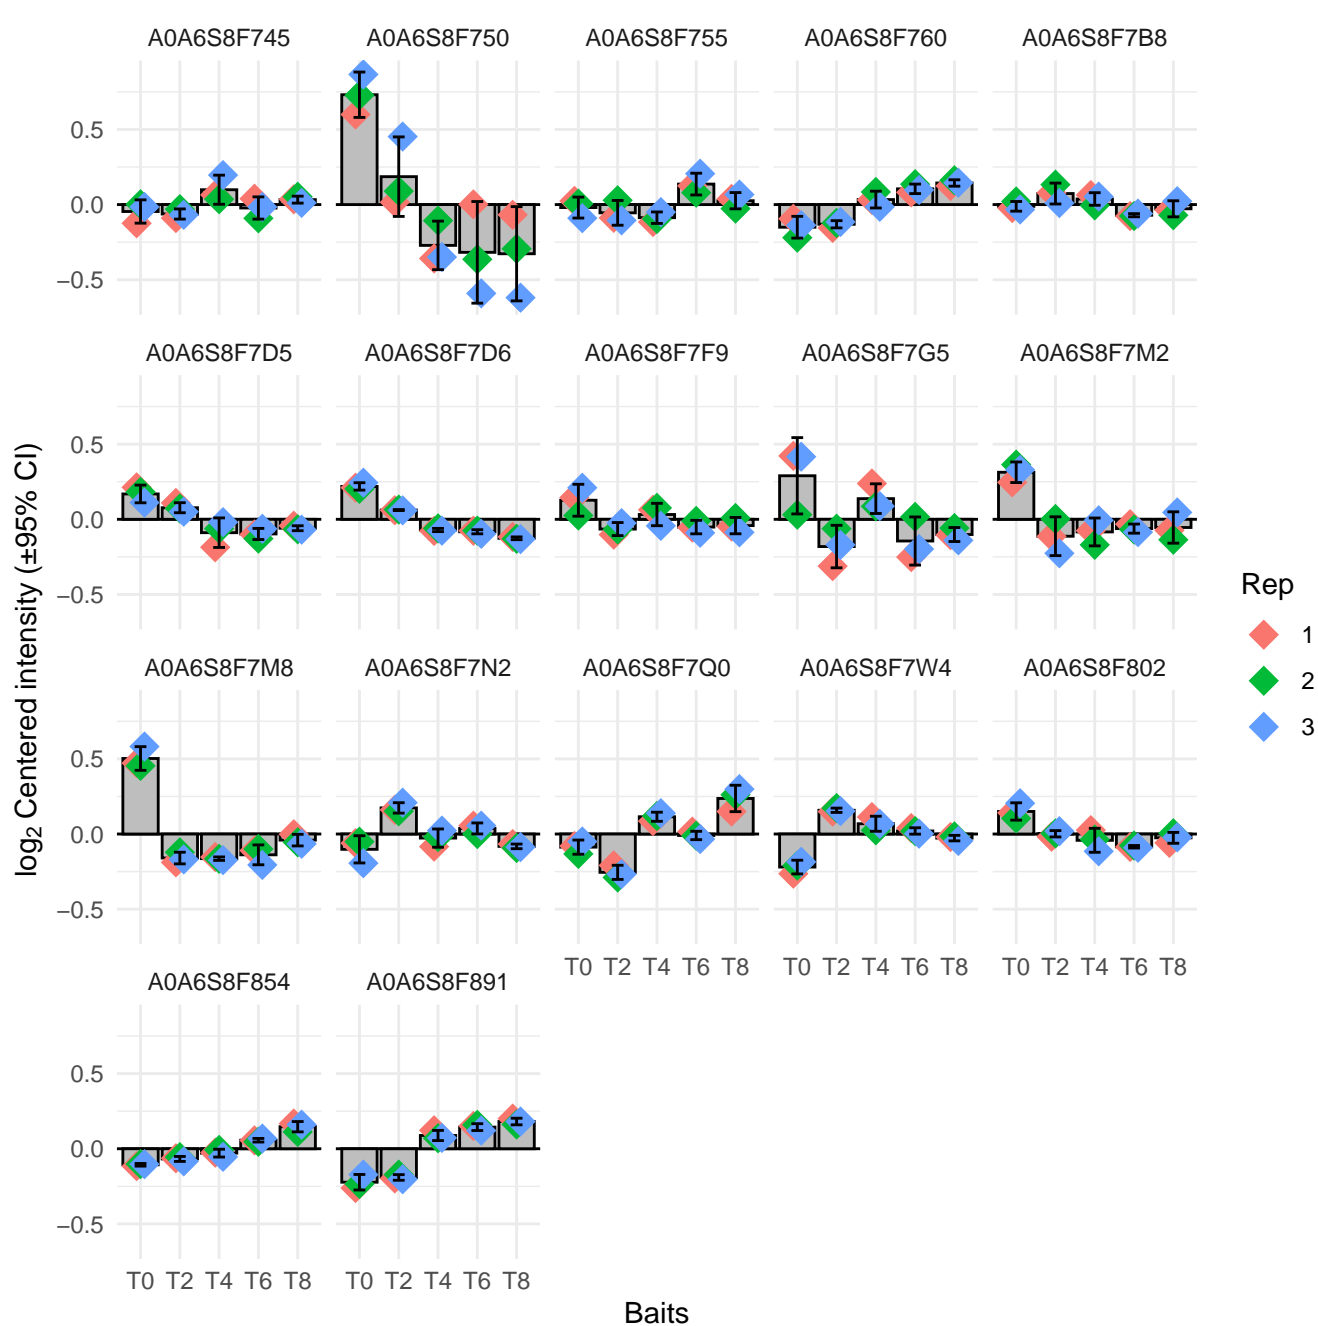 A0A6S8F745 A0A6S8F750 A0A6S8F755 A0A6S8F760 A0A6S8F7B8
0.5
0.0
−0.5
A0A6S8F7D5 A0A6S8F7D6 A0A6S8F7F9 A0A6S8F7G5 A0A6S8F7M2
0.5
0.0
−0.5
A0A6S8F7M8 A0A6S8F7N2 A0A6S8F7Q0 A0A6S8F7W4 A0A6S8F802
0.5
0.0
−0.5
T0 T2 T4 T6 T8 T0 T2 T4 T6 T8 T0 T2 T4 T6 T8
A0A6S8F854 A0A6S8F891
0.5
0.0
−0.5
T0 T2 T4 T6 T8 T0 T2 T4 T6 T8
Baits
log₂ Centered intensity (±95% CI)
Rep
1
2
3